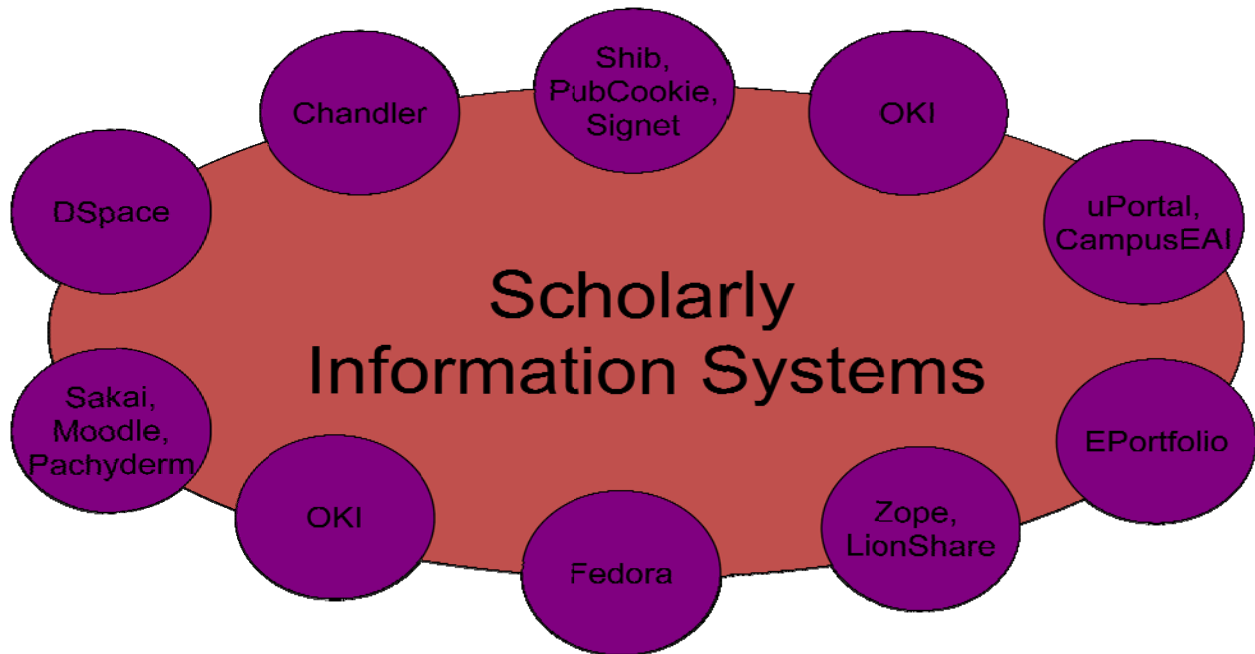 Shib,
PubCookie,
Signet
Chandler
OKI
DSpace
uPortal,
CampusEAI
Scholarly
Information Systems
Sakai,
Moodle,
Pachyderm
EPortfolio
OKI
Zope,
LionShare
Fedora